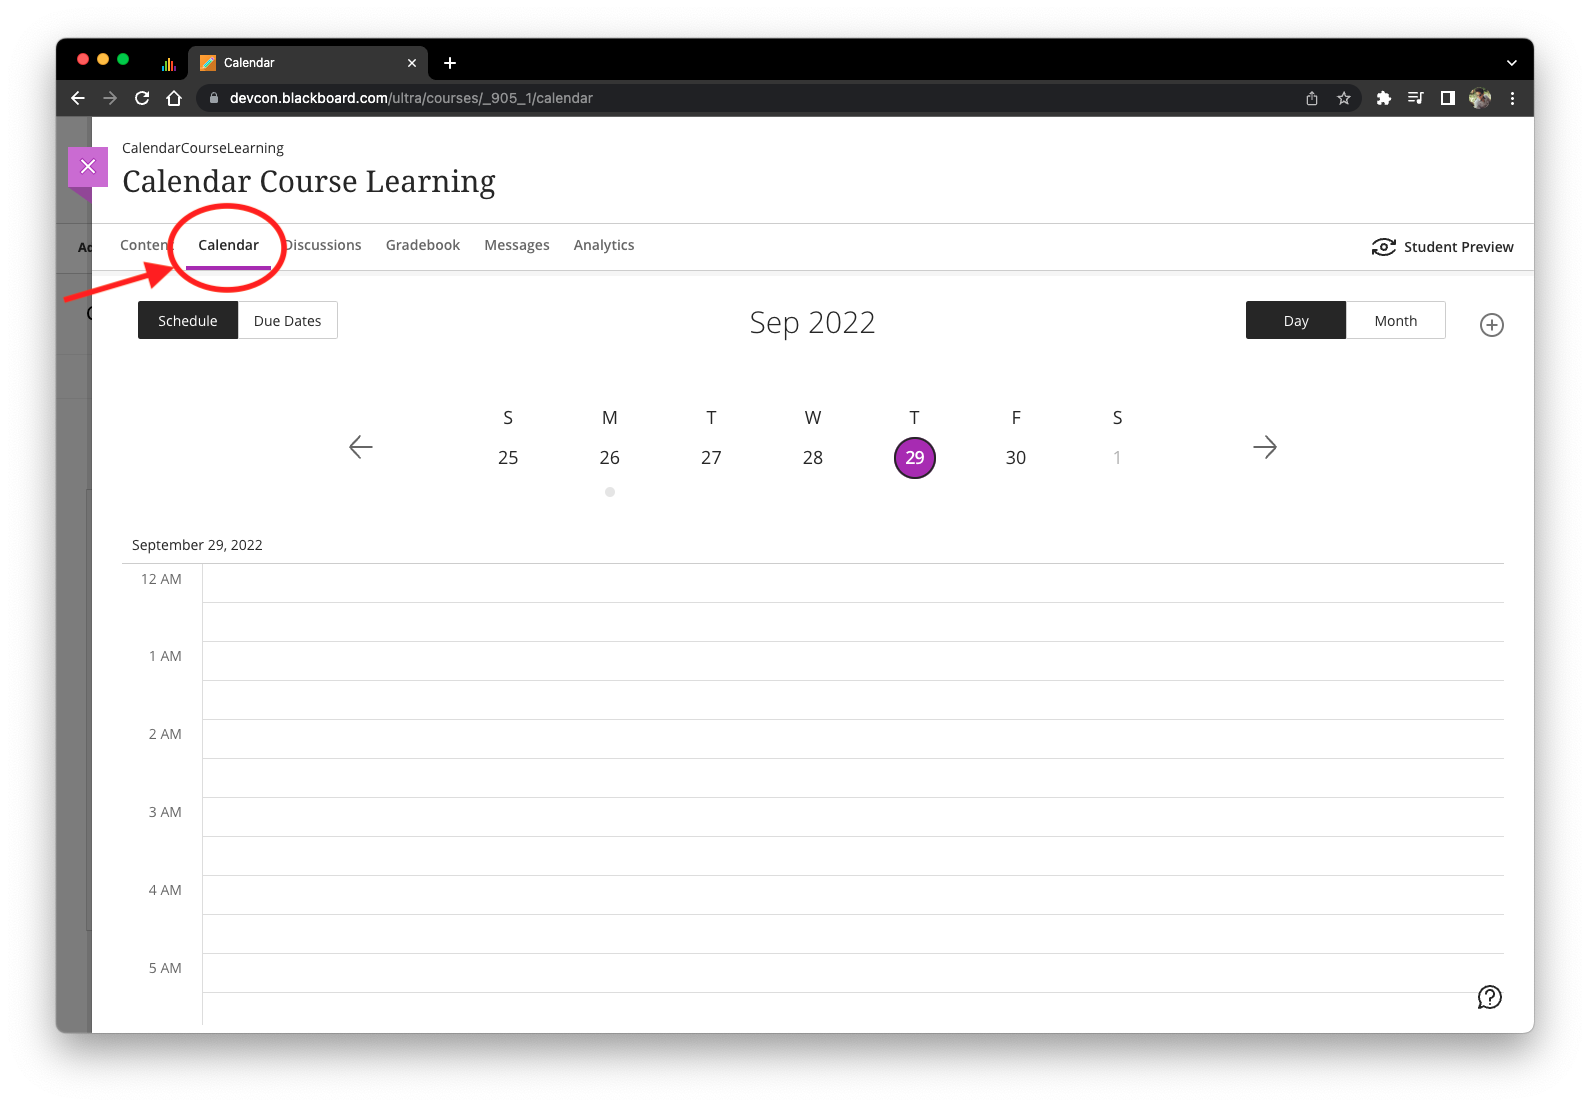 Calendar
devcon.blackboard.com/ultra/courses/_905_1/calendar
CalendarCourseLearning
Calendar Course Learning
Content Calendar Discussions Gradebook Messages Analytics Student Preview
Schedule Due Dates Sep 2022 Day Month
S M T W T F S
25 26 27 28 29 30 1
September 29, 2022
12 AM
1 AM
2 AM
3 AM
4 AM
5 AM